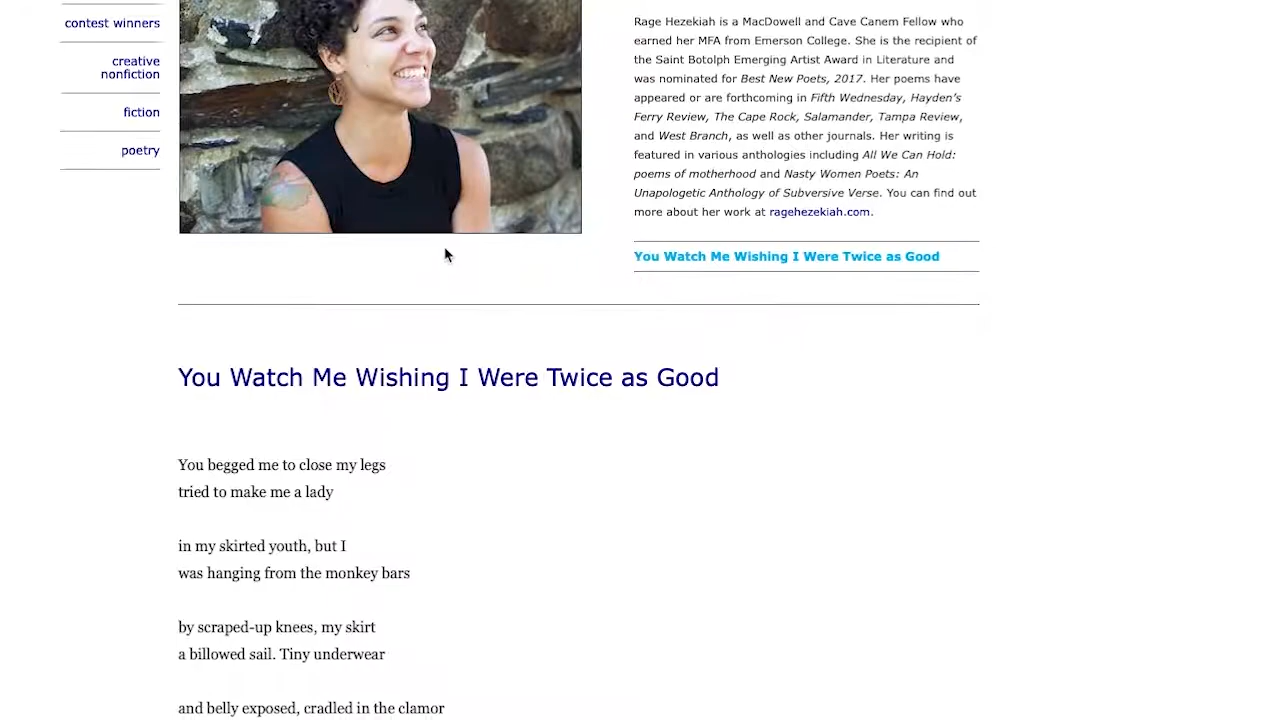 contest winners
creative
nonfiction
fiction
poetry
Rage Hezekiah is a MacDowell and Cave Canem Fellow who
earned her MFA from Emerson College. She is the recipient of
the Saint Botolph Emerging Artist Award in Literature and
was nominated for Best New Poets, 2017. Her poems have
appeared or are forthcoming in Fifth Wednesday, Hayden's
Ferry Review, The Cape Rock, Salamander, Tampa Review,
and West Branch, as well as other journals. Her writing is
featured in various anthologies including All We Can Hold:
poems of motherhood and Nasty Women Poets: An
Unapologetic Anthology of Subversive Verse. You can find out
more about her work at ragehezekiah.com.
You Watch Me Wishing I Were Twice as Good
You Watch Me Wishing I Were Twice as Good
You begged me to close my legs
tried to make me a lady
in my skirted youth, but I
was hanging from the monkey bars
by scraped-up knees, my skirt
a billowed sail. Tiny underwear
and belly exposed, cradled in the clamor